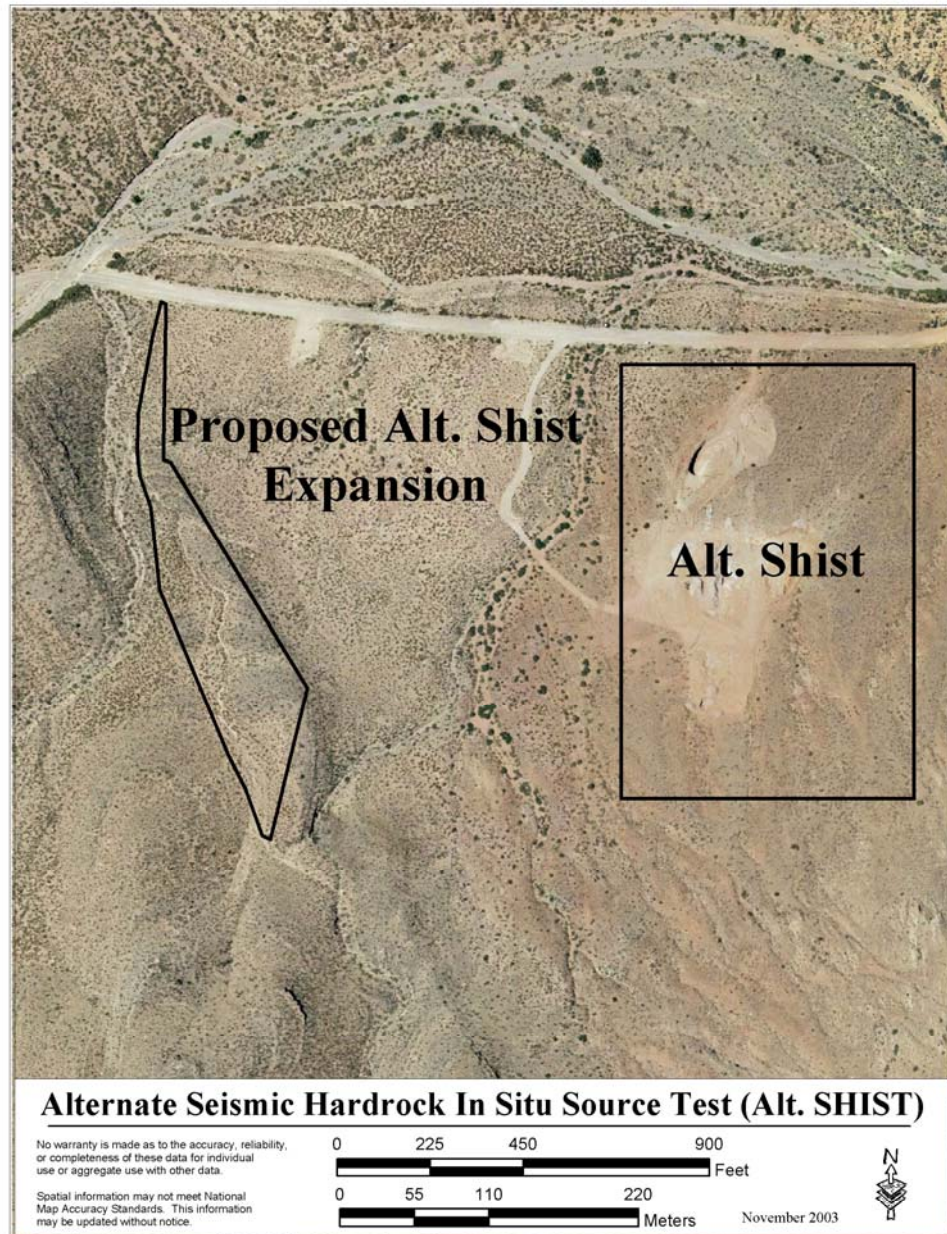 Proposed Alt. Shist
Expansion
Alt. Shist
Alternate Seismic Hardrock In Situ Source Test (Alt. SHIST)
No warranty is made as to the accuracy, reliability,
or completeness of these data for individual
use or aggregate use with other data.
Spatial information may not meet National
Map Accuracy Standards. This information
may be updated without notice.
0 225 450 900
Feet
0 55 110 220
Meters
November 2003
N